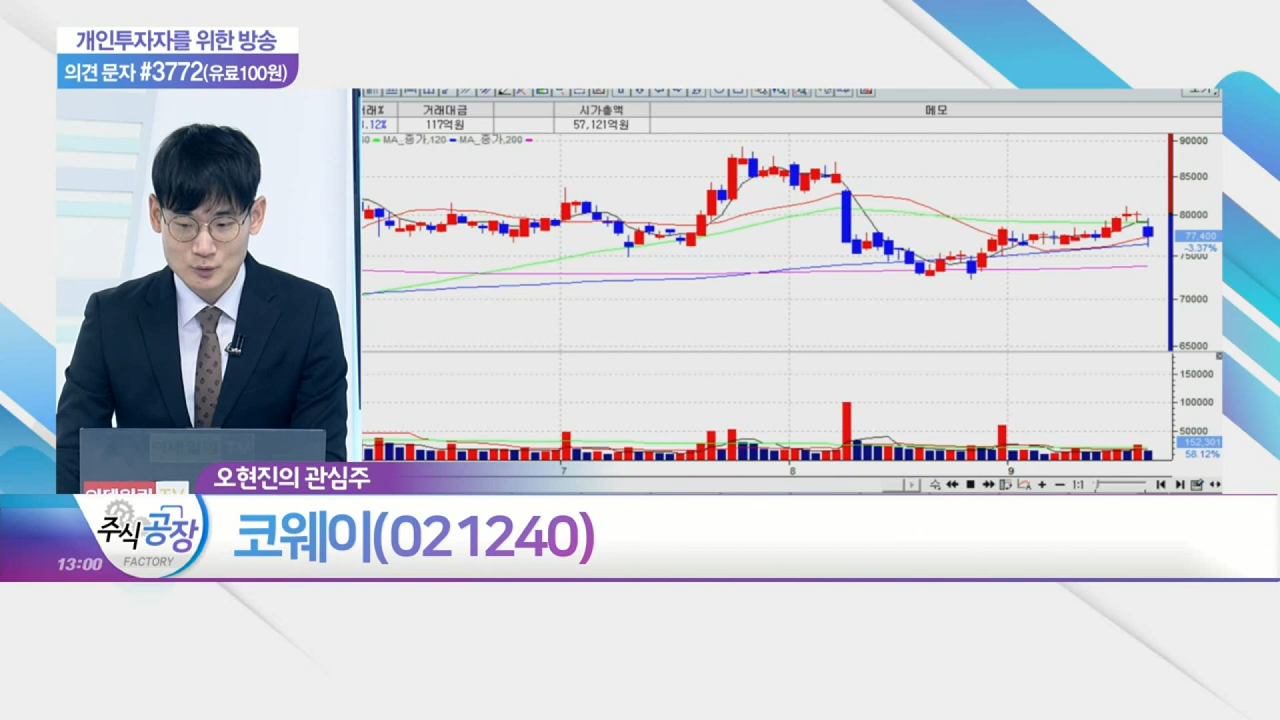 개인투자자를 위한 방송
의견 문자 #3772(유료100원)
거래대금
시가총액
메모
.12%
117억원
57,121억원
MA_종가,120
MA_종가,200
90000
85000
80000
77,400
-3.37%
75000
70000
65000
150000
100000
50000
152,301
58.12%
7
8
9
1:1
오현진의 관심주
주식공장
FACTORY
13:00
코웨이(021240)